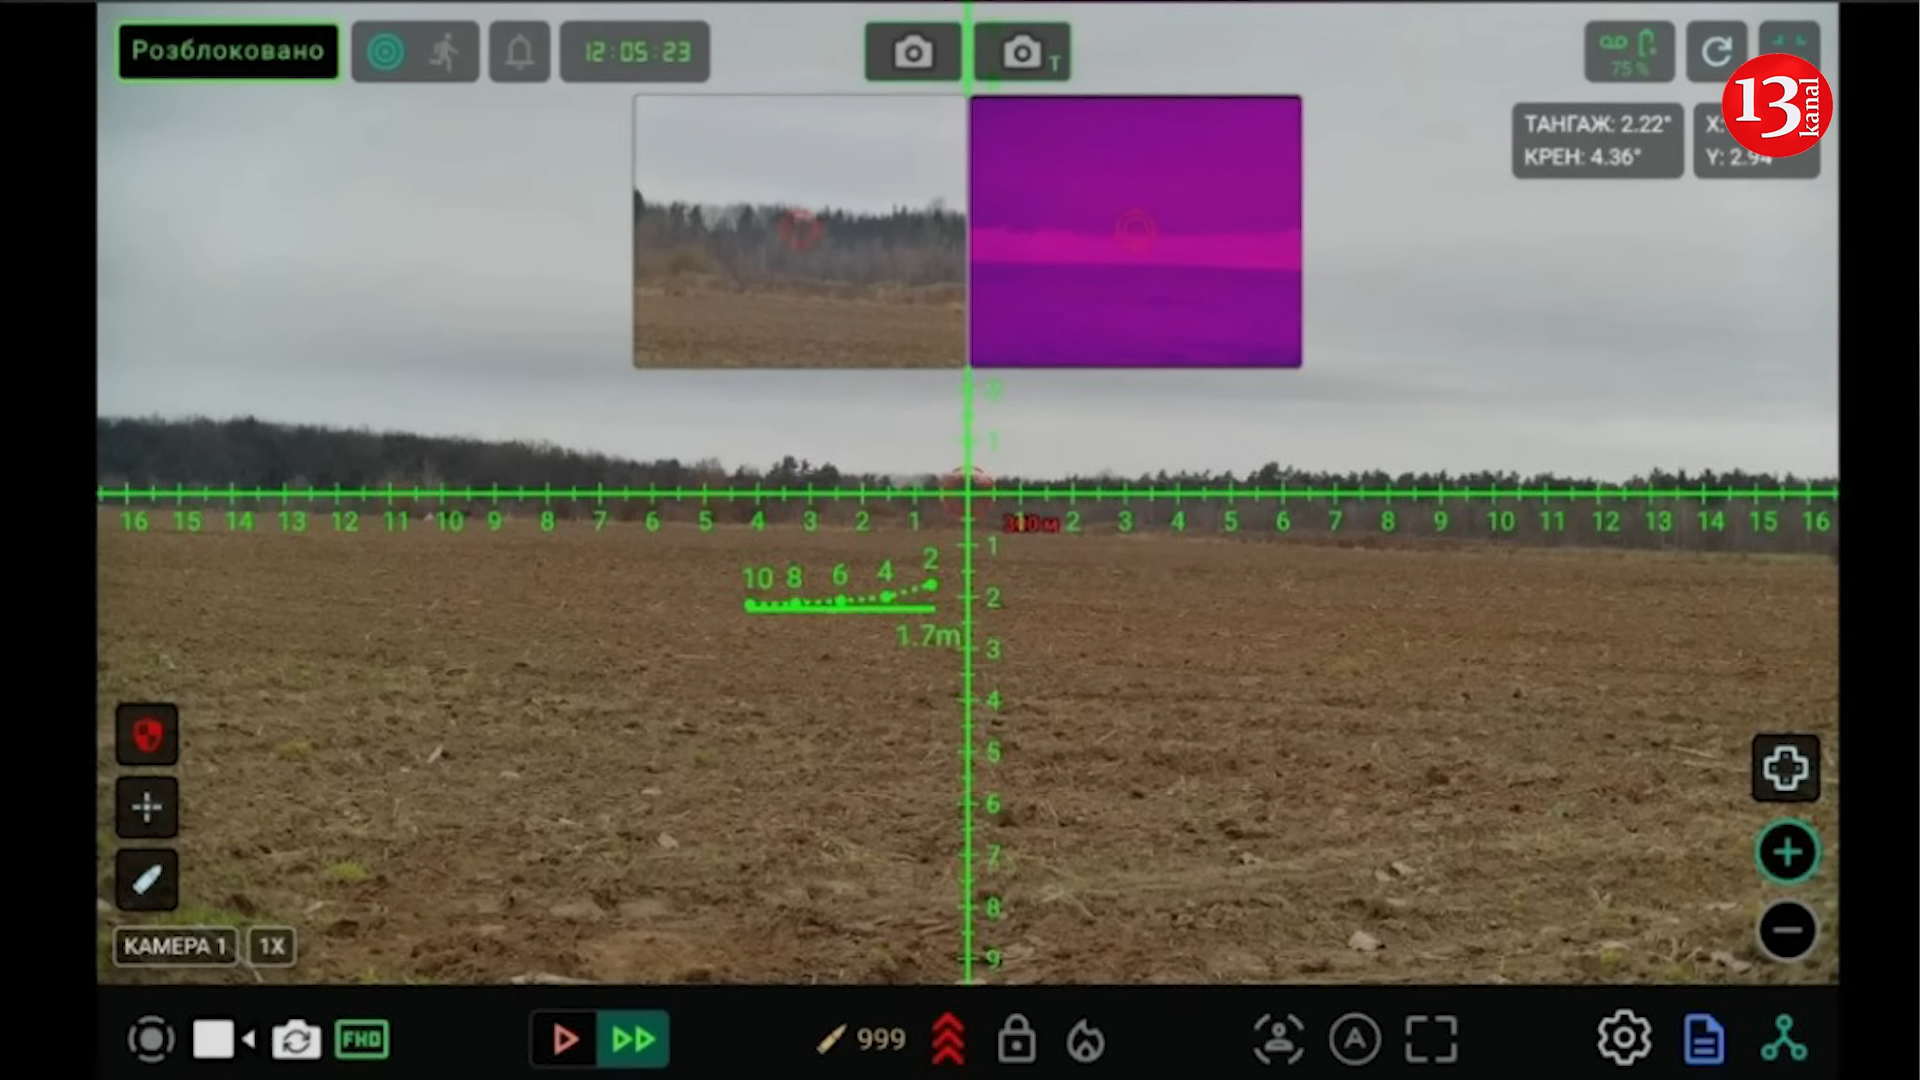 Розблоковано
12:05:23
T
75 %
ТАНГАЖ: 2.22°
КРЕН: 4.36°
X:
Y: 2.94
13 kanal
1
16 15 14 13 12 11 10 9 8 7 6 5 4 3 2 1
300м 2 3 4 5 6 7 8 9 10 11 12 13 14 15 16
1
10 8 6 4 2
2
1.7m
3
4
5
6
7
8
9
КАМЕРА 1 1X
FHD
999
A